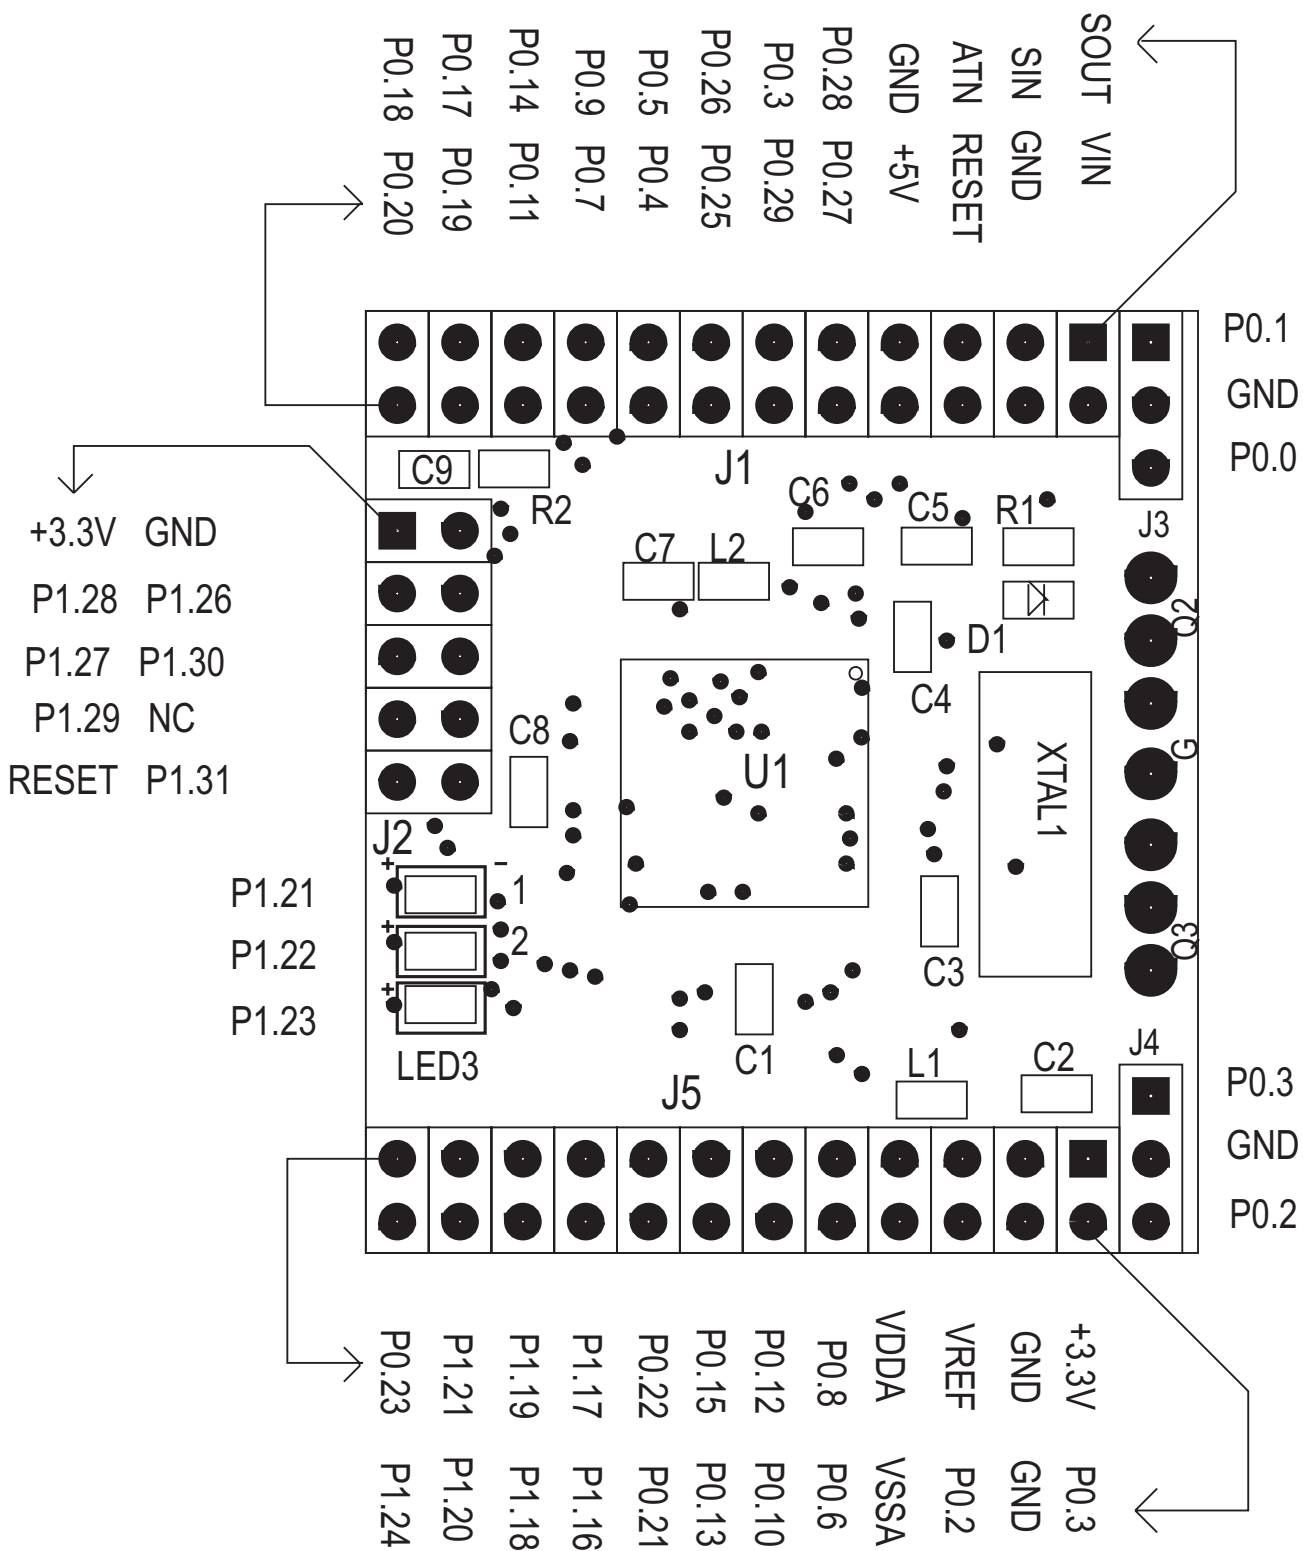 P0.18 P0.17 P0.14 P0.9 P0.5 P0.26 P0.3 P0.28 GND ATN SIN SOUT
P0.20 P0.19 P0.11 P0.7 P0.4 P0.25 P0.29 P0.27 +5V RESET GND VIN
P0.1
GND
P0.0
C9
J1
R2
C6
C5
R1
J3
+3.3V GND
C7
L2
P1.28 P1.26
Q2
D1
P1.27 P1.30
C4
P1.29 NC
C8
G
U1
XTAL1
RESET P1.31
J2
+ −
P1.21
1
+
P1.22
2
Q3
C3
+
P1.23
LED3
C1
L1
C2
J4
J5
P0.3
GND
P0.2
P0.23 P1.21 P1.19 P1.17 P0.22 P0.15 P0.12 P0.8 VDDA VREF GND +3.3V
P1.24 P1.20 P1.18 P1.16 P0.21 P0.13 P0.10 P0.6 VSSA P0.2 GND P0.3